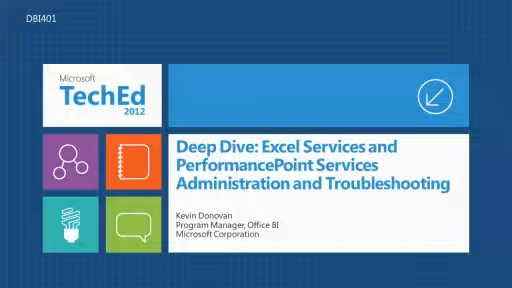 DBI401
Microsoft
TechEd
2012
Deep Dive: Excel Services and
PerformancePoint Services
Administration and Troubleshooting
Kevin Donovan
Program Manager, Office BI
Microsoft Corporation